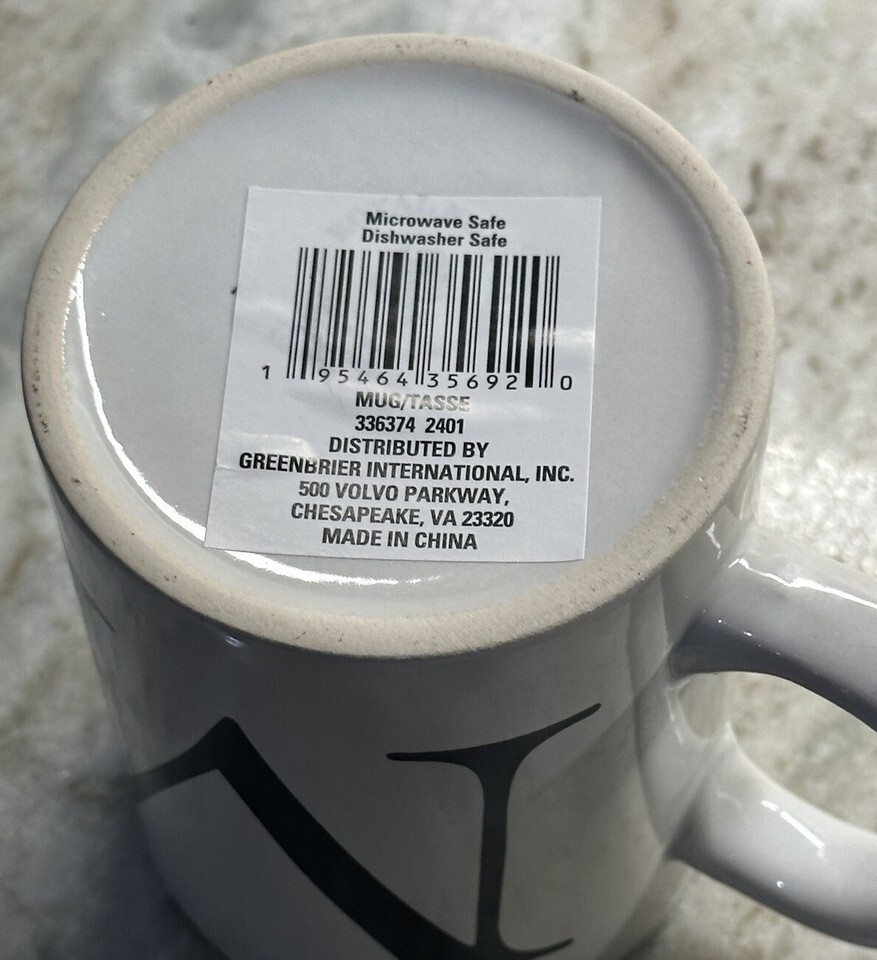 Microwave Safe
Dishwasher Safe
1 95464 35692 0
MUG/TASSE
336374 2401
DISTRIBUTED BY
GREENBRIER INTERNATIONAL, INC.
500 VOLVO PARKWAY,
CHESAPEAKE, VA 23320
MADE IN CHINA
N